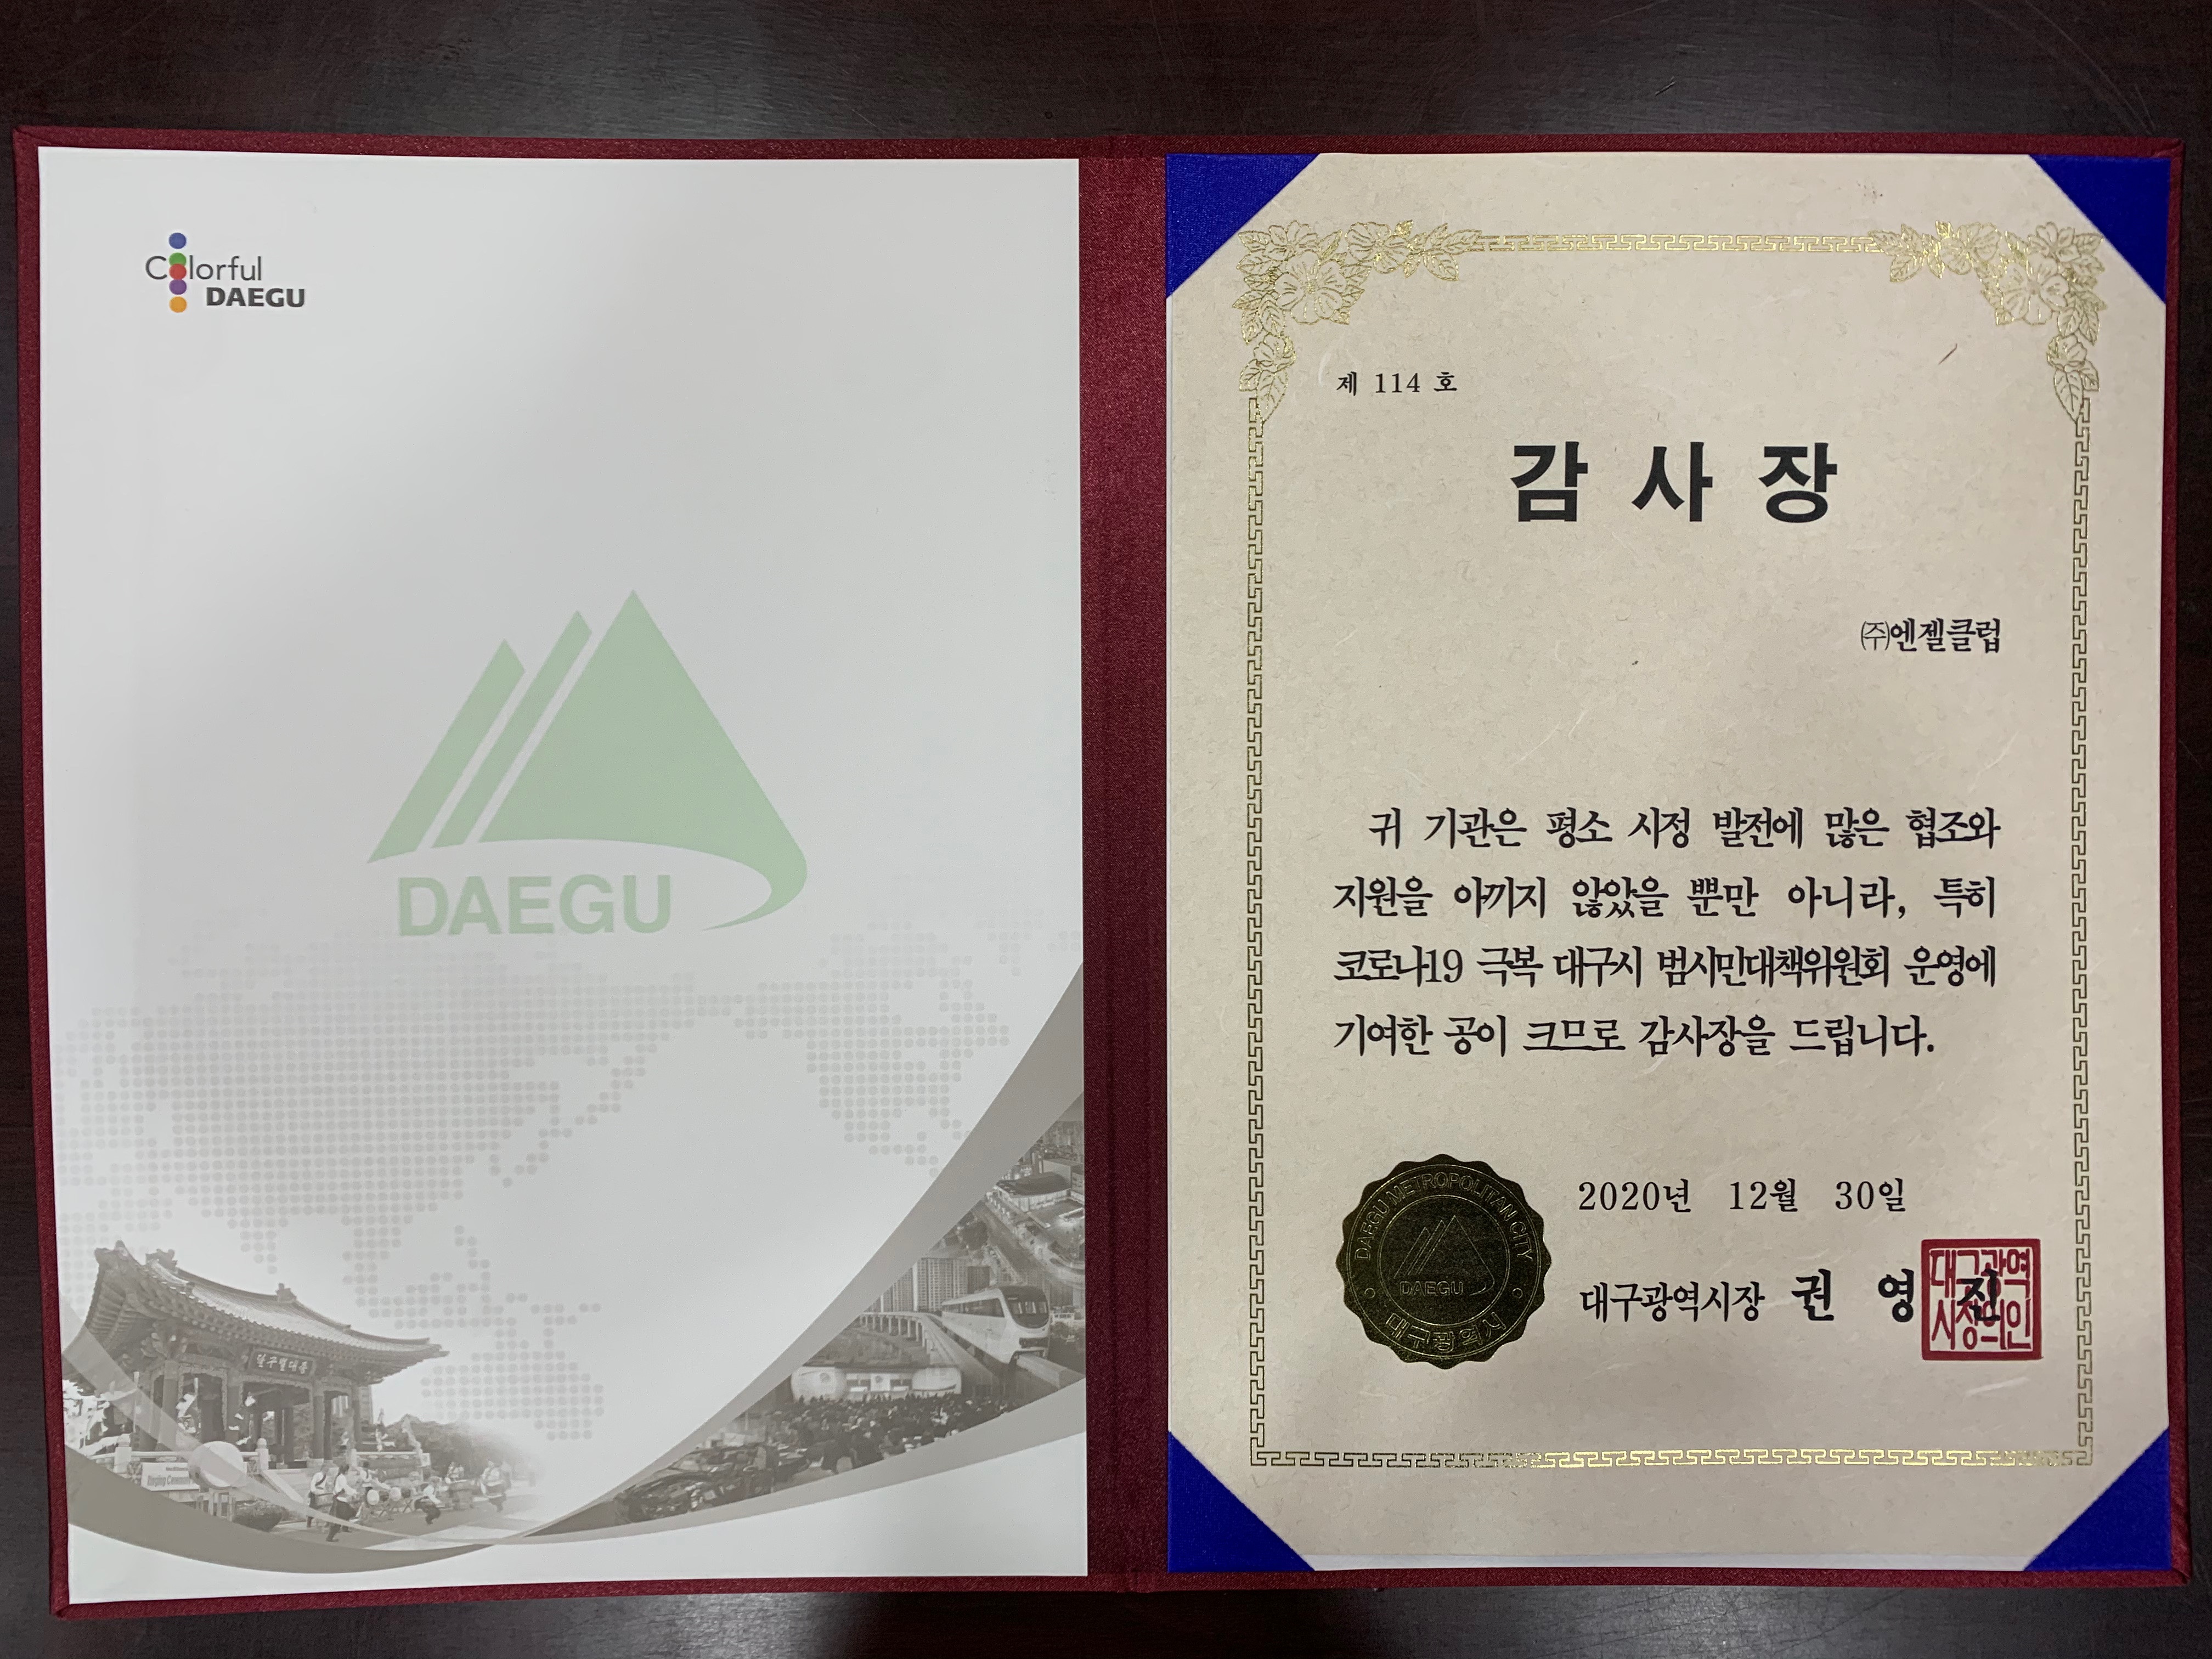 Colorful
DAEGU
DAEGU
달구벌대종
제 114 호
감 사 장
㈜엔젤클럽
귀 기관은 평소 시정 발전에 많은 협조와
지원을 아끼지 않았을 뿐만 아니라, 특히
코로나19 극복 대구시 범시민대책위원회 운영에
기여한 공이 크므로 감사장을 드립니다.
2020년 12월 30일
대구광역시장 권 영 진
대구광역
시장의인
DAEGU METROPOLITAN CITY
DAEGU
대구광역시